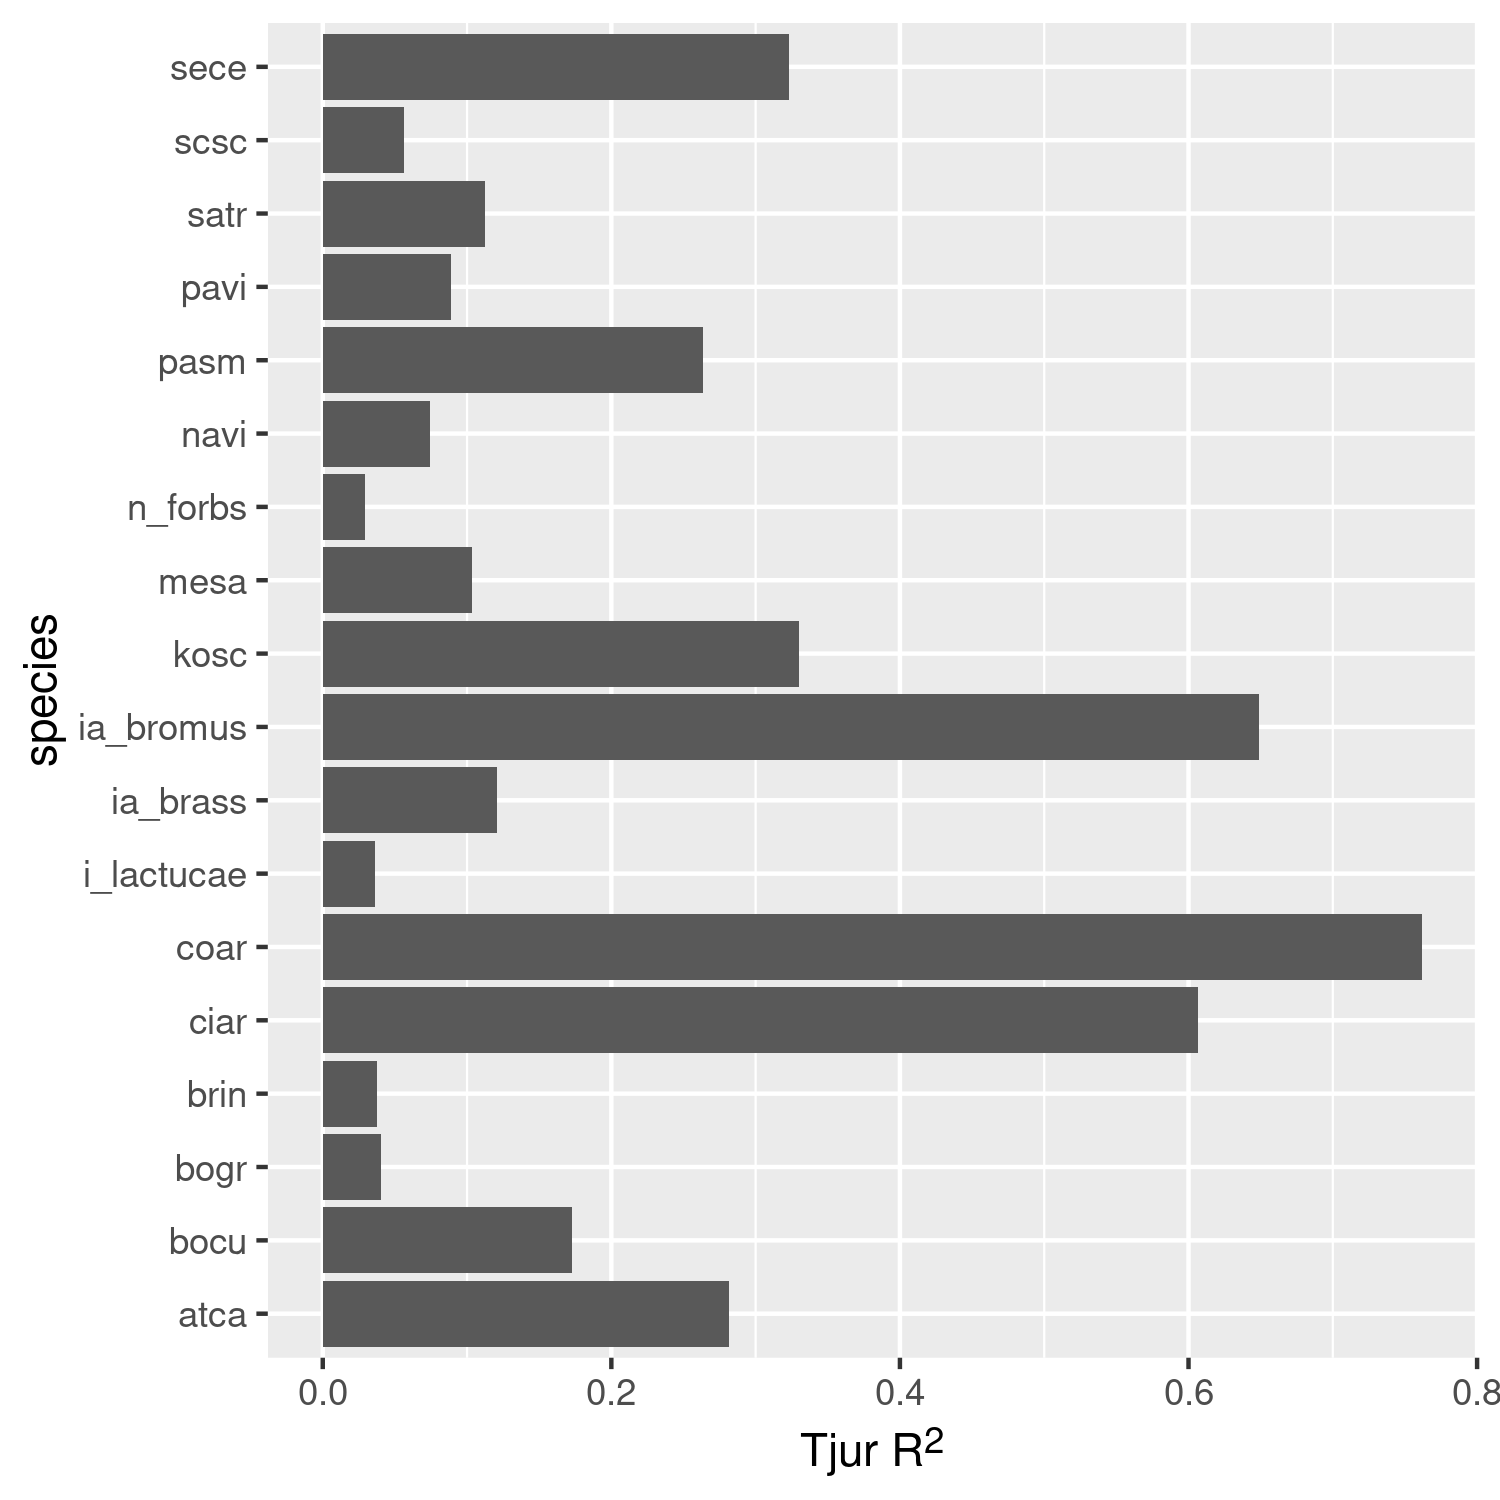 sece
scsc
satr
pavi
pasm
navi
n_forbs
mesa
kosc
ia_bromus
ia_brass
i_lactucae
coar
ciar
brin
bogr
bocu
atca
species
0.0 0.2 0.4 0.6 0.8
Tjur R²